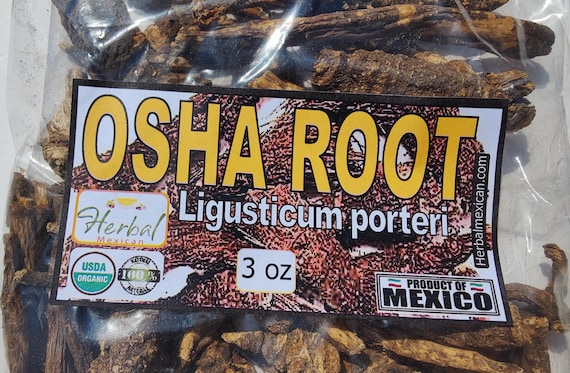 OSHA ROOT
Ligusticum porteri
Herbal
Mexican
USDA
ORGANIC
NATURAL
100%
3 oz
PRODUCT OF
MEXICO
Herbalmexican.com